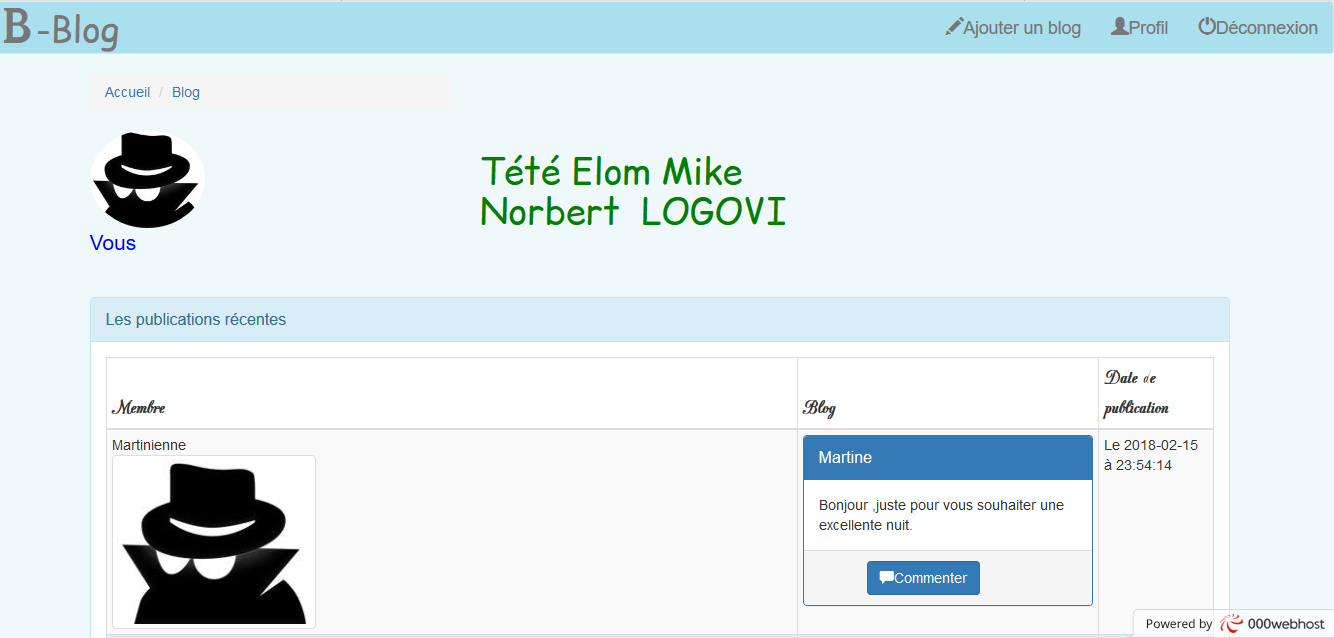 B-Blog
Ajouter un blog Profil Déconnexion
Accueil / Blog
Tété Elom Mike
Norbert LOGOVI
Vous
Les publications récentes
Membre
Blog
Date de
publication
Martinienne
Martine
Bonjour ,juste pour vous souhaiter une
excellente nuit.
Commenter
Le 2018-02-15
à 23:54:14
Powered by 000webhost